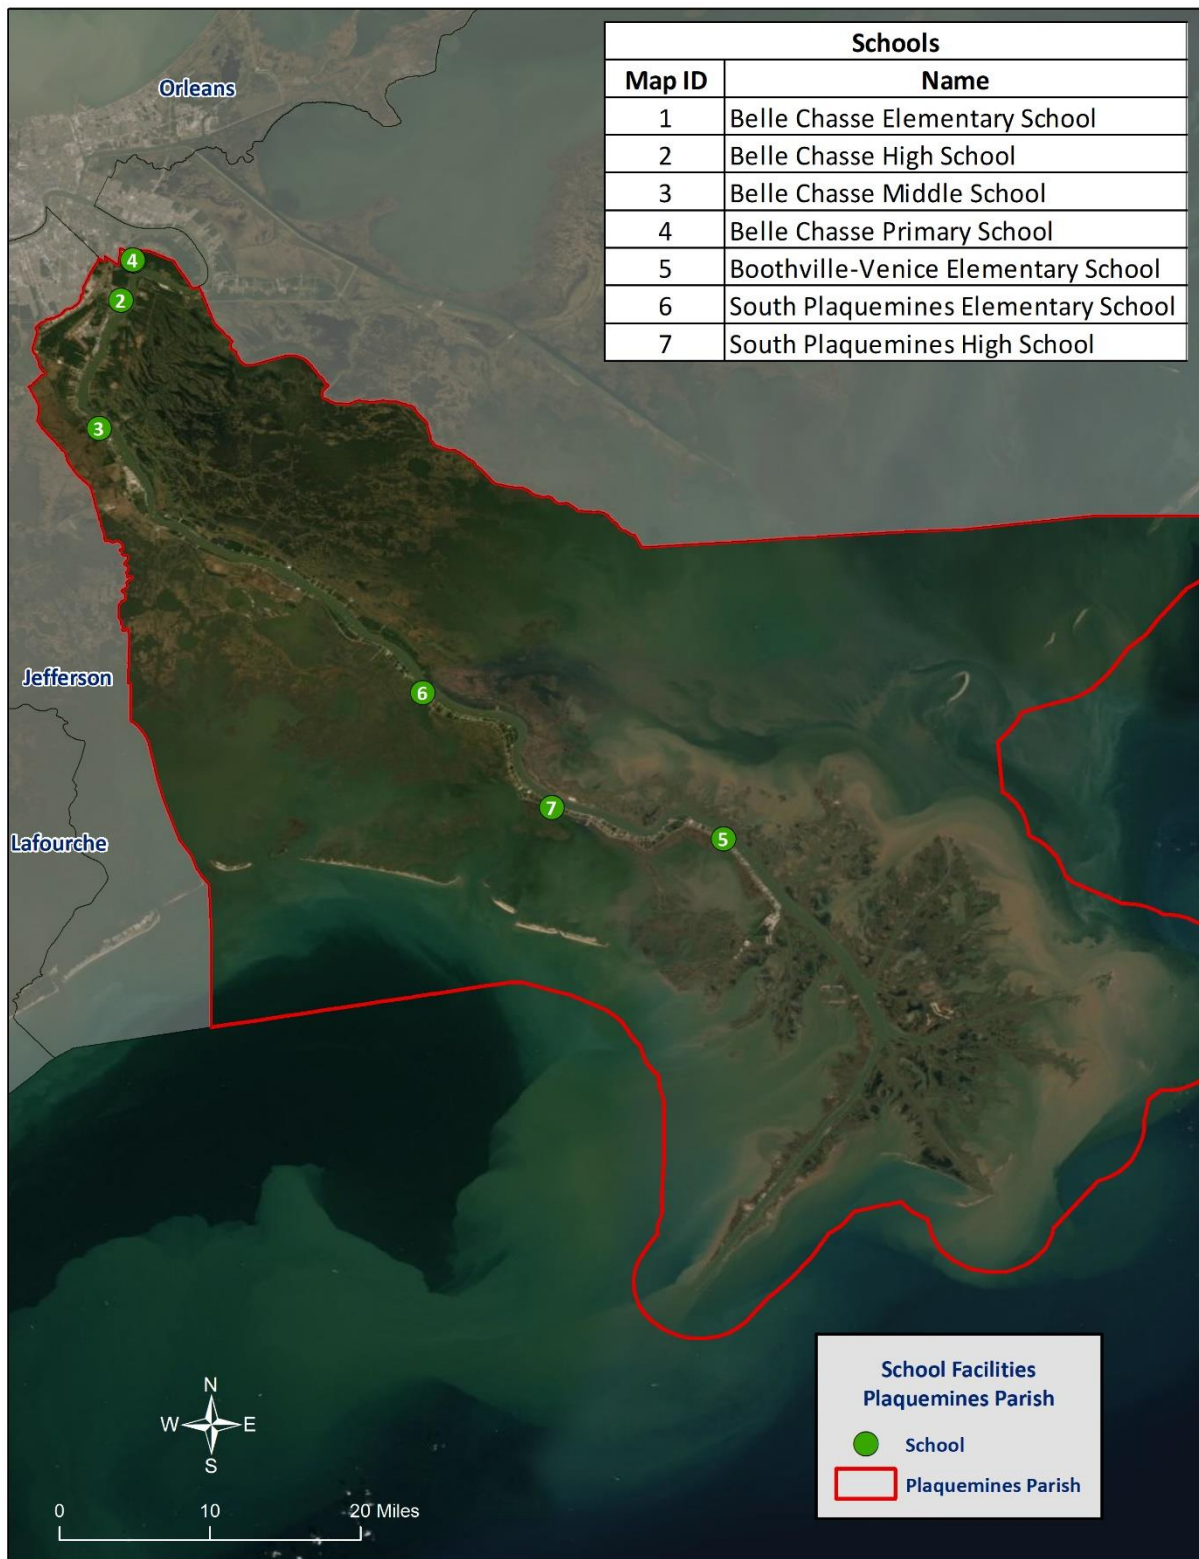 Schools
Map ID Name
1 Belle Chasse Elementary School
2 Belle Chasse High School
3 Belle Chasse Middle School
4 Belle Chasse Primary School
5 Boothville-Venice Elementary School
6 South Plaquemines Elementary School
7 South Plaquemines High School
Orleans
4
2
3
Jefferson
6
7
Lafourche
5
N
W E
S
0 10 20 Miles
School Facilities
Plaquemines Parish
School
Plaquemines Parish